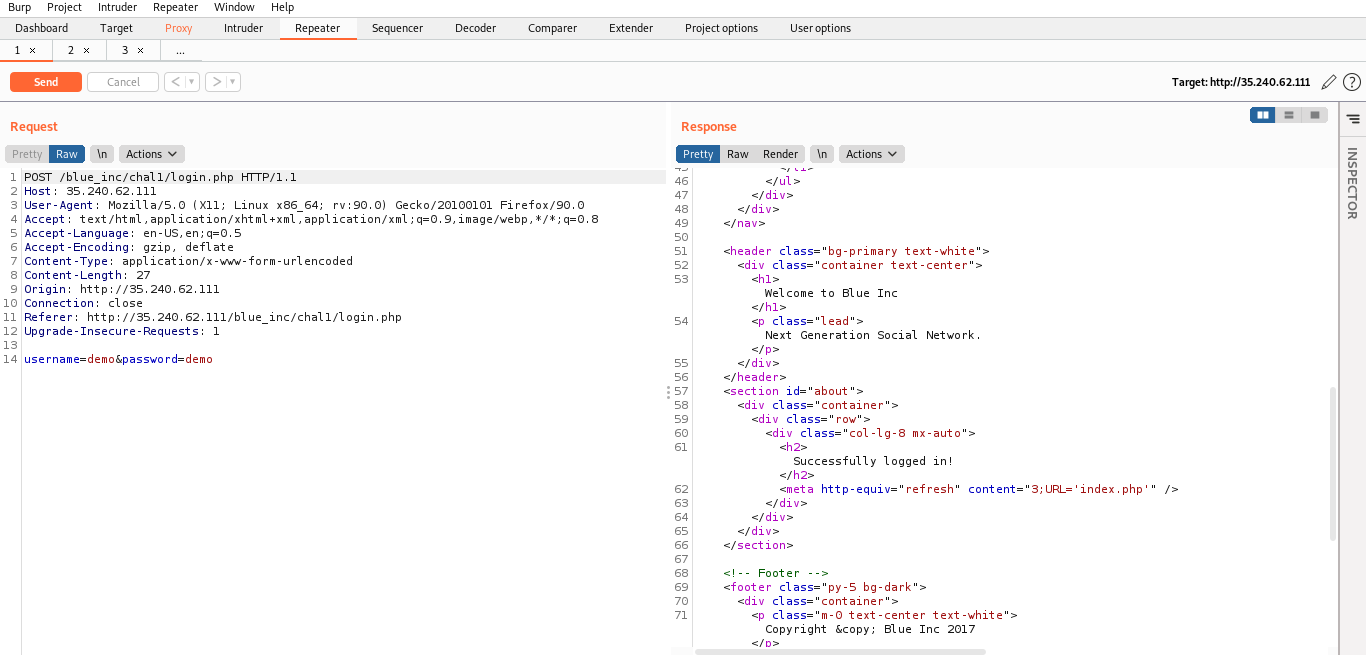 Burp Project Intruder Repeater Window Help
Dashboard Target Proxy Intruder Repeater Sequencer Decoder Comparer Extender Project options User options
1 × 2 × 3 × ...
Send Cancel < > Target: http://35.240.62.111 ?
Request
Pretty Raw \n Actions
1 POST /blue_inc/chal1/login.php HTTP/1.1
2 Host: 35.240.62.111
3 User-Agent: Mozilla/5.0 (X11; Linux x86_64; rv:90.0) Gecko/20100101 Firefox/90.0
4 Accept: text/html,application/xhtml+xml,application/xml;q=0.9,image/webp,*/*;q=0.8
5 Accept-Language: en-US,en;q=0.5
6 Accept-Encoding: gzip, deflate
7 Content-Type: application/x-www-form-urlencoded
8 Content-Length: 27
9 Origin: http://35.240.62.111
10 Connection: close
11 Referer: http://35.240.62.111/blue_inc/chal1/login.php
12 Upgrade-Insecure-Requests: 1
13
14 username=demo&password=demo
Response
Pretty Raw Render \n Actions
45 </li>
46 </ul>
47 </div>
48 </div>
49 </nav>
50
51 <header class="bg-primary text-white">
52 <div class="container text-center">
53 <h1>
Welcome to Blue Inc
</h1>
54 <p class="lead">
Next Generation Social Network.
</p>
55 </div>
56 </header>
57 <section id="about">
58 <div class="container">
59 <div class="row">
60 <div class="col-lg-8 mx-auto">
61 <h2>
Successfully logged in!
</h2>
62 <meta http-equiv="refresh" content="3;URL='index.php'" />
63 </div>
64 </div>
65 </div>
66 </section>
67
68 <!-- Footer -->
69 <footer class="py-5 bg-dark">
70 <div class="container">
71 <p class="m-0 text-center text-white">
Copyright &copy; Blue Inc 2017
</p>
INSPECTOR